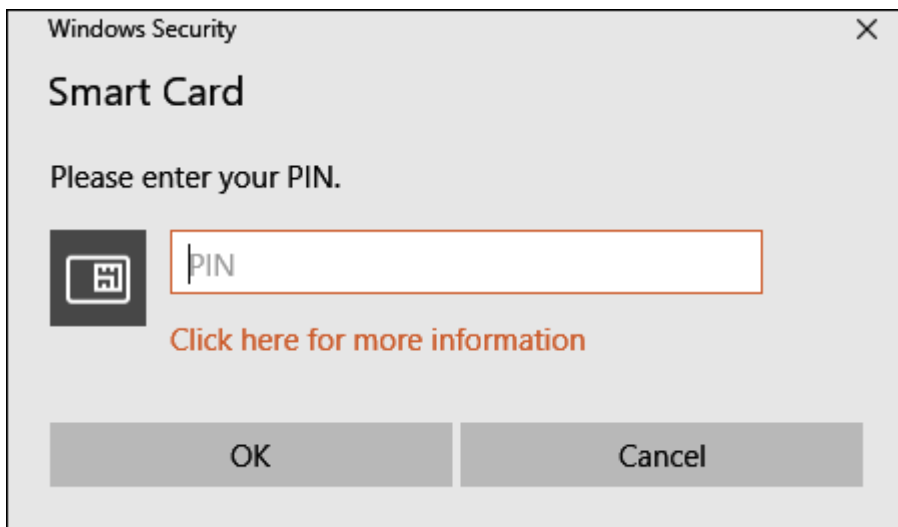 Windows Security
Smart Card
Please enter your PIN.
PIN
Click here for more information
OK
Cancel